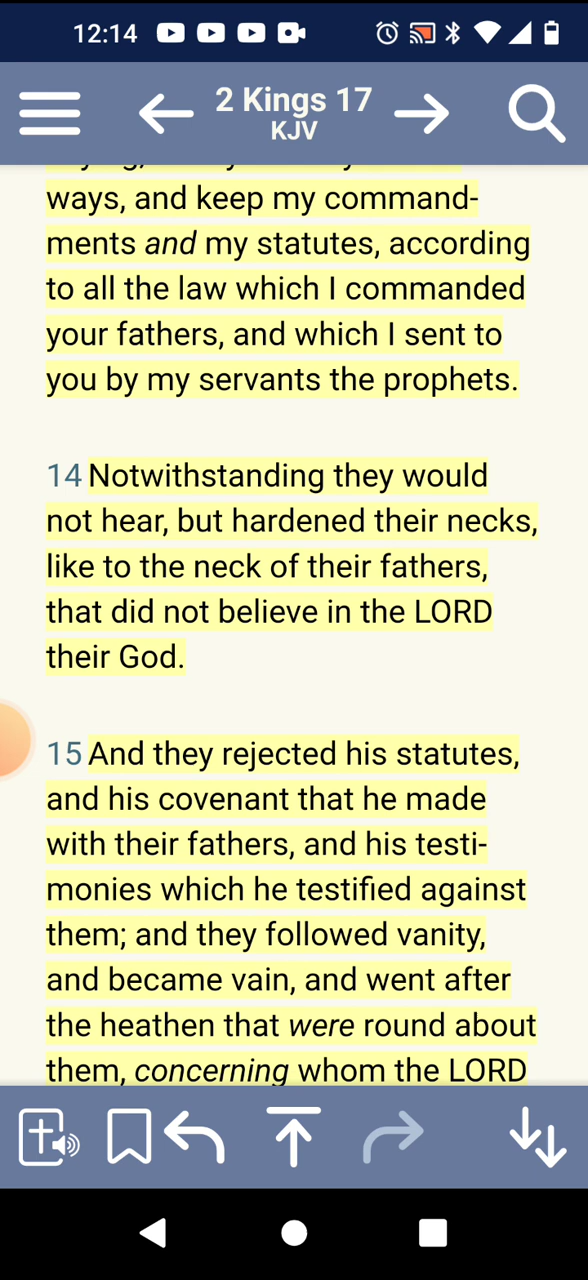 12:14
2 Kings 17
KJV
ways, and keep my command-
ments and my statutes, according
to all the law which I commanded
your fathers, and which I sent to
you by my servants the prophets.
14 Notwithstanding they would
not hear, but hardened their necks,
like to the neck of their fathers,
that did not believe in the LORD
their God.
15 And they rejected his statutes,
and his covenant that he made
with their fathers, and his testi-
monies which he testified against
them; and they followed vanity,
and became vain, and went after
the heathen that were round about
them, concerning whom the LORD